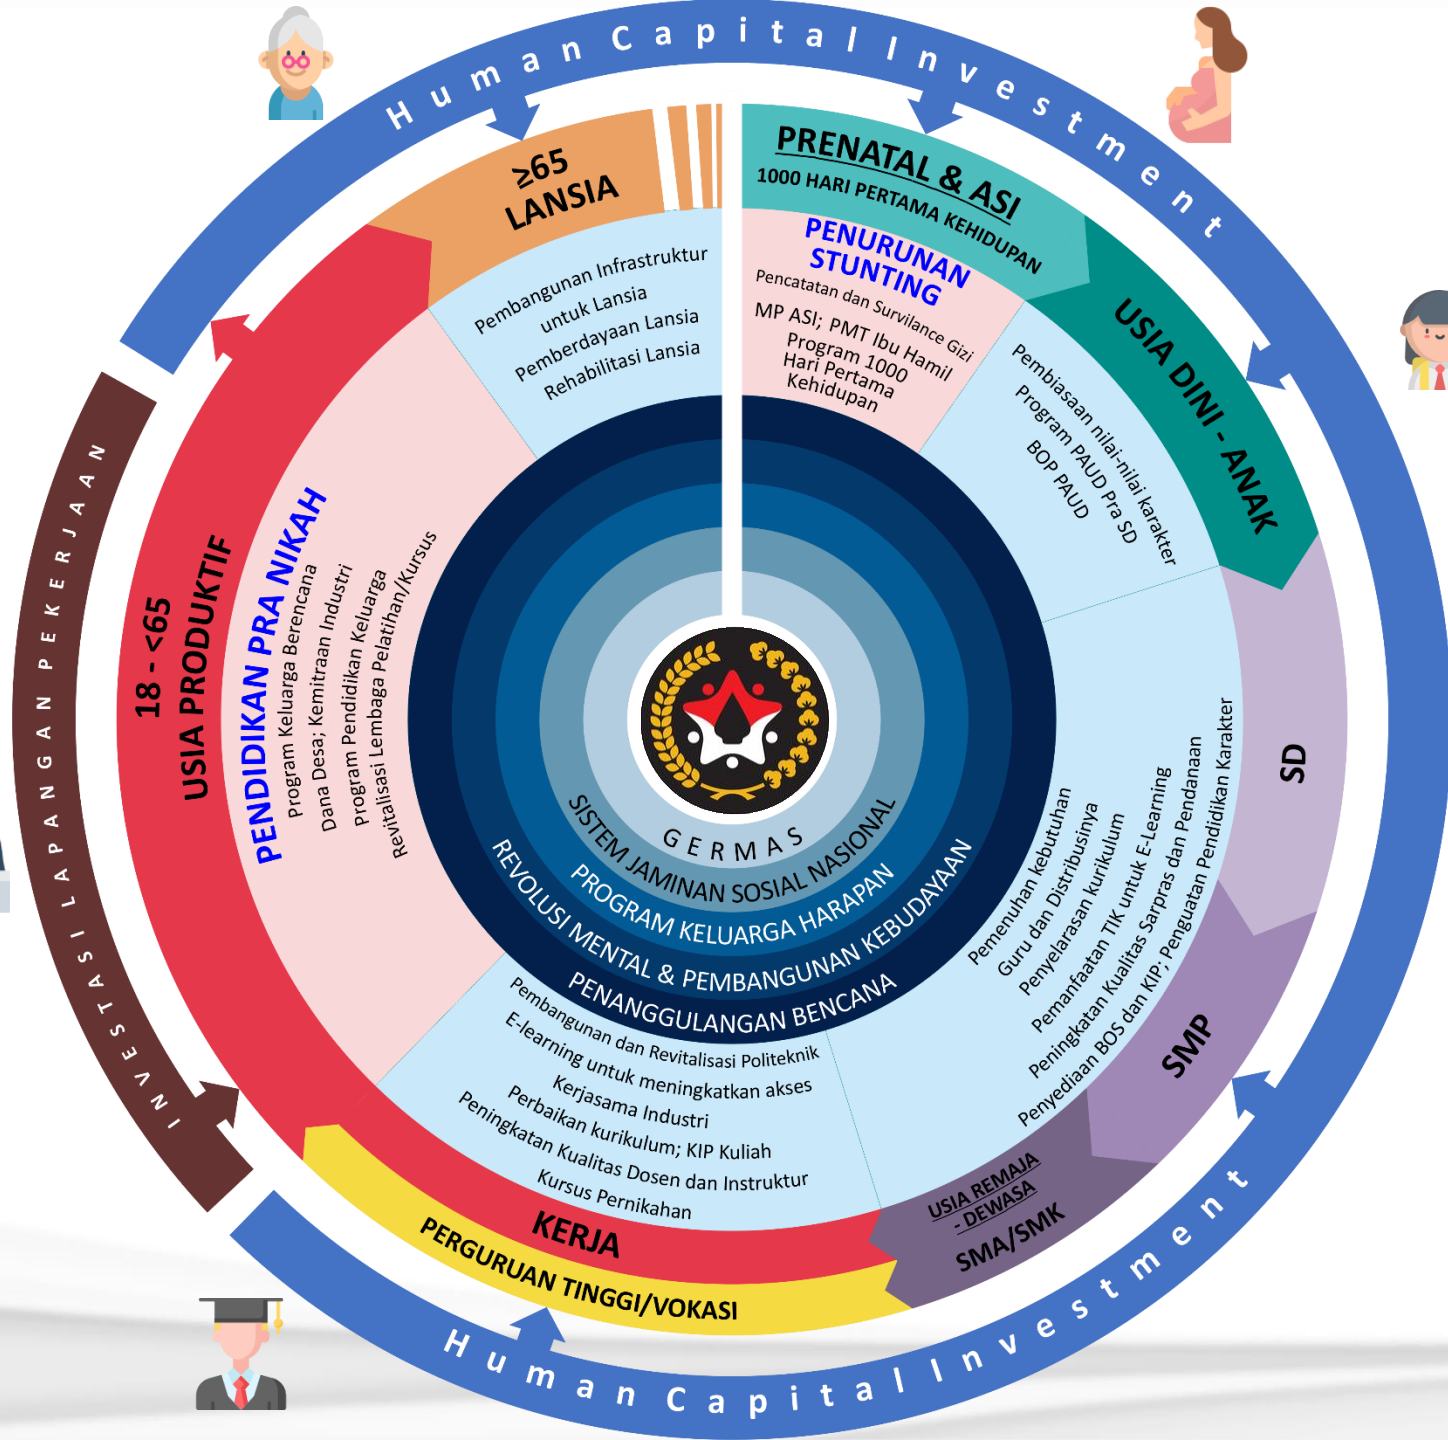 Human Capital Investment
PRENATAL & ASI
1000 HARI PERTAMA KEHIDUPAN
PENURUNAN
STUNTING
Pencatatan dan Survilance Gizi
MP ASI; PMT Ibu Hamil
Program 1000
Hari Pertama
Kehidupan
USIA DINI - ANAK
Pembiasaan nilai-nilai karakter
Program PAUD Pra SD
BOP PAUD
SD
SMP
USIA REMAJA
- DEWASA
SMA/SMK
Pemenuhan kebutuhan
Guru dan Distribusinya
Penyelarasan kurikulum
Pemanfaatan TIK untuk E-Learning
Peningkatan Kualitas Sarpras dan Pendanaan
Penyediaan BOS dan KIP; Penguatan Pendidikan Karakter
KERJA
PERGURUAN TINGGI/VOKASI
Pembangunan dan Revitalisasi Politeknik
E-learning untuk meningkatkan akses
Kerjasama Industri
Perbaikan kurikulum; KIP Kuliah
Peningkatan Kualitas Dosen dan Instruktur
Kursus Pernikahan
Human Capital Investment
18 - <65
USIA PRODUKTIF
PENDIDIKAN PRA NIKAH
Program Keluarga Berencana
Dana Desa; Kemitraan Industri
Program Pendidikan Keluarga
Revitalisasi Lembaga Pelatihan/Kursus
INVESTASI LAPANGAN PEKERJAAN
≥65
LANSIA
Pembangunan Infrastruktur
untuk Lansia
Pemberdayaan Lansia
Rehabilitasi Lansia
GERMAS
SISTEM JAMINAN SOSIAL NASIONAL
PROGRAM KELUARGA HARAPAN
REVOLUSI MENTAL & PEMBANGUNAN KEBUDAYAAN
PENANGGULANGAN BENCANA